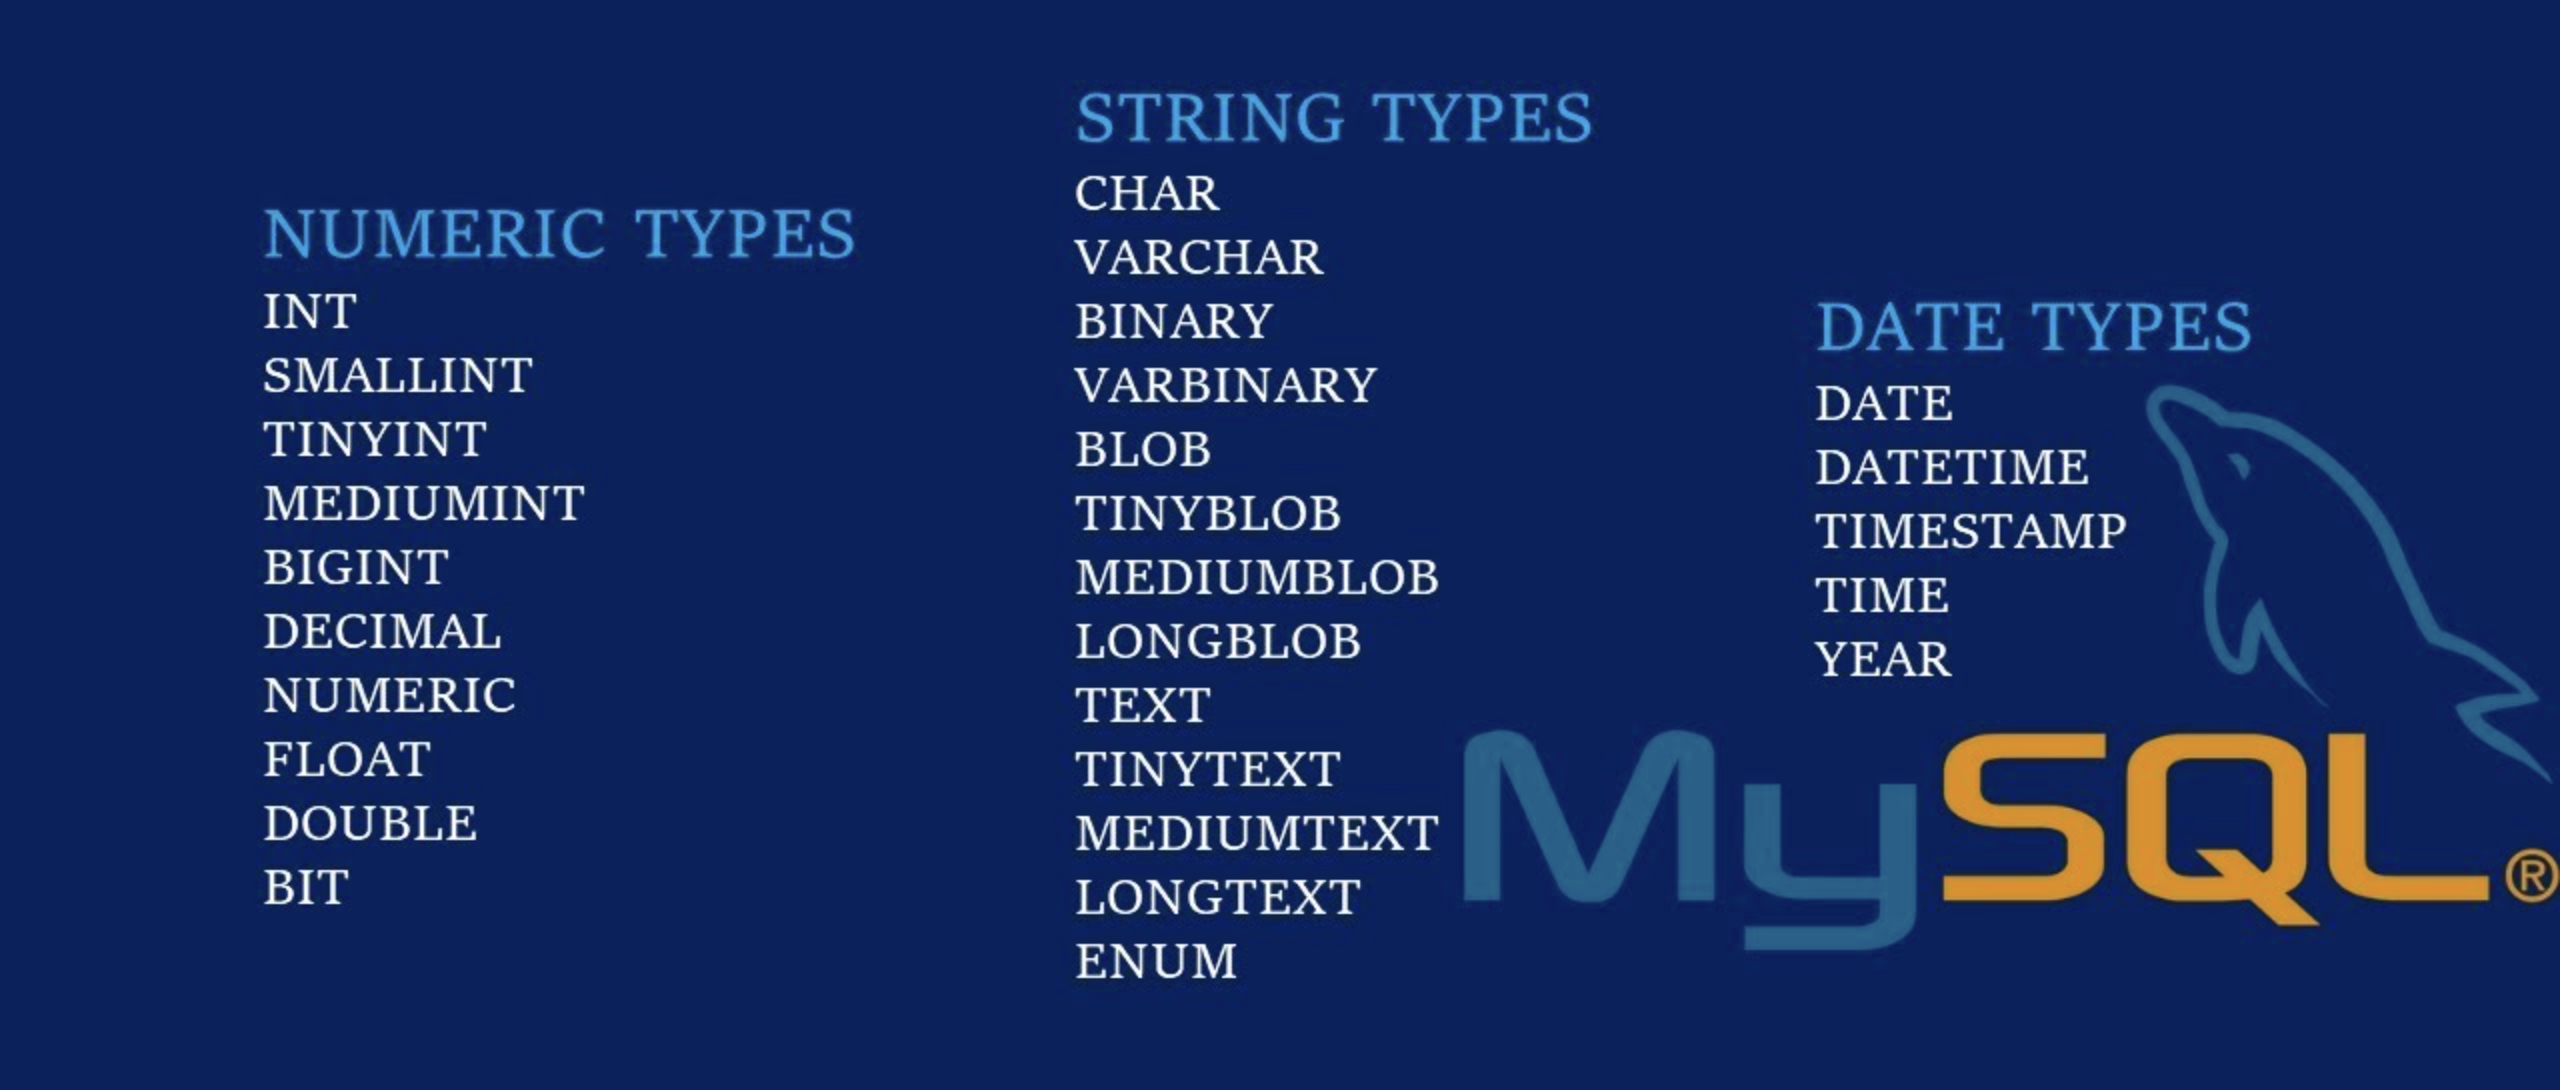 NUMERIC TYPES
INT
SMALLINT
TINYINT
MEDIUMINT
BIGINT
DECIMAL
NUMERIC
FLOAT
DOUBLE
BIT
STRING TYPES
CHAR
VARCHAR
BINARY
VARBINARY
BLOB
TINYBLOB
MEDIUMBLOB
LONGBLOB
TEXT
TINYTEXT
MEDIUMTEXT
LONGTEXT
ENUM
DATE TYPES
DATE
DATETIME
TIMESTAMP
TIME
YEAR
MySQL®